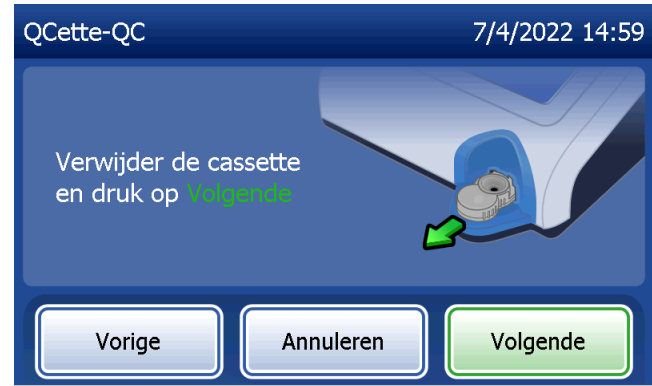 QCette-QC 7/4/2022 14:59
Verwijder de cassette
en druk op Volgende
Vorige Annuleren Volgende